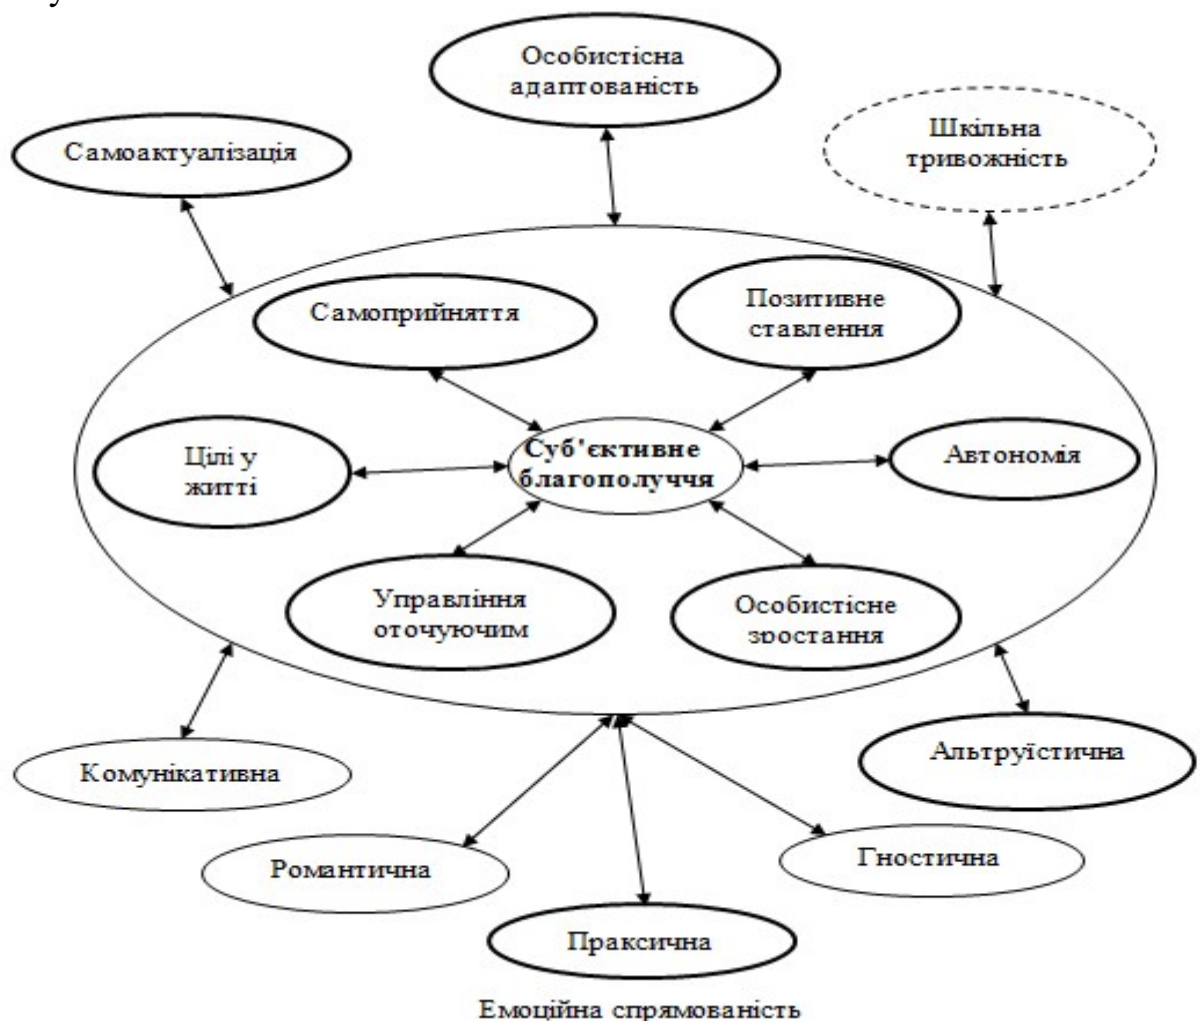 Особистісна
адаптованість
Шкільна
тривожність
Самоактуалізація
Позитивне
ставлення
Самоприйняття
Суб'єктивне
благополуччя
Цілі у
житті
Автономія
Управління
оточуючим
Особистісне
зростання
Альтруїстична
Комунікативна
Романтична
Гностична
Праксична
Емоційна спрямованість